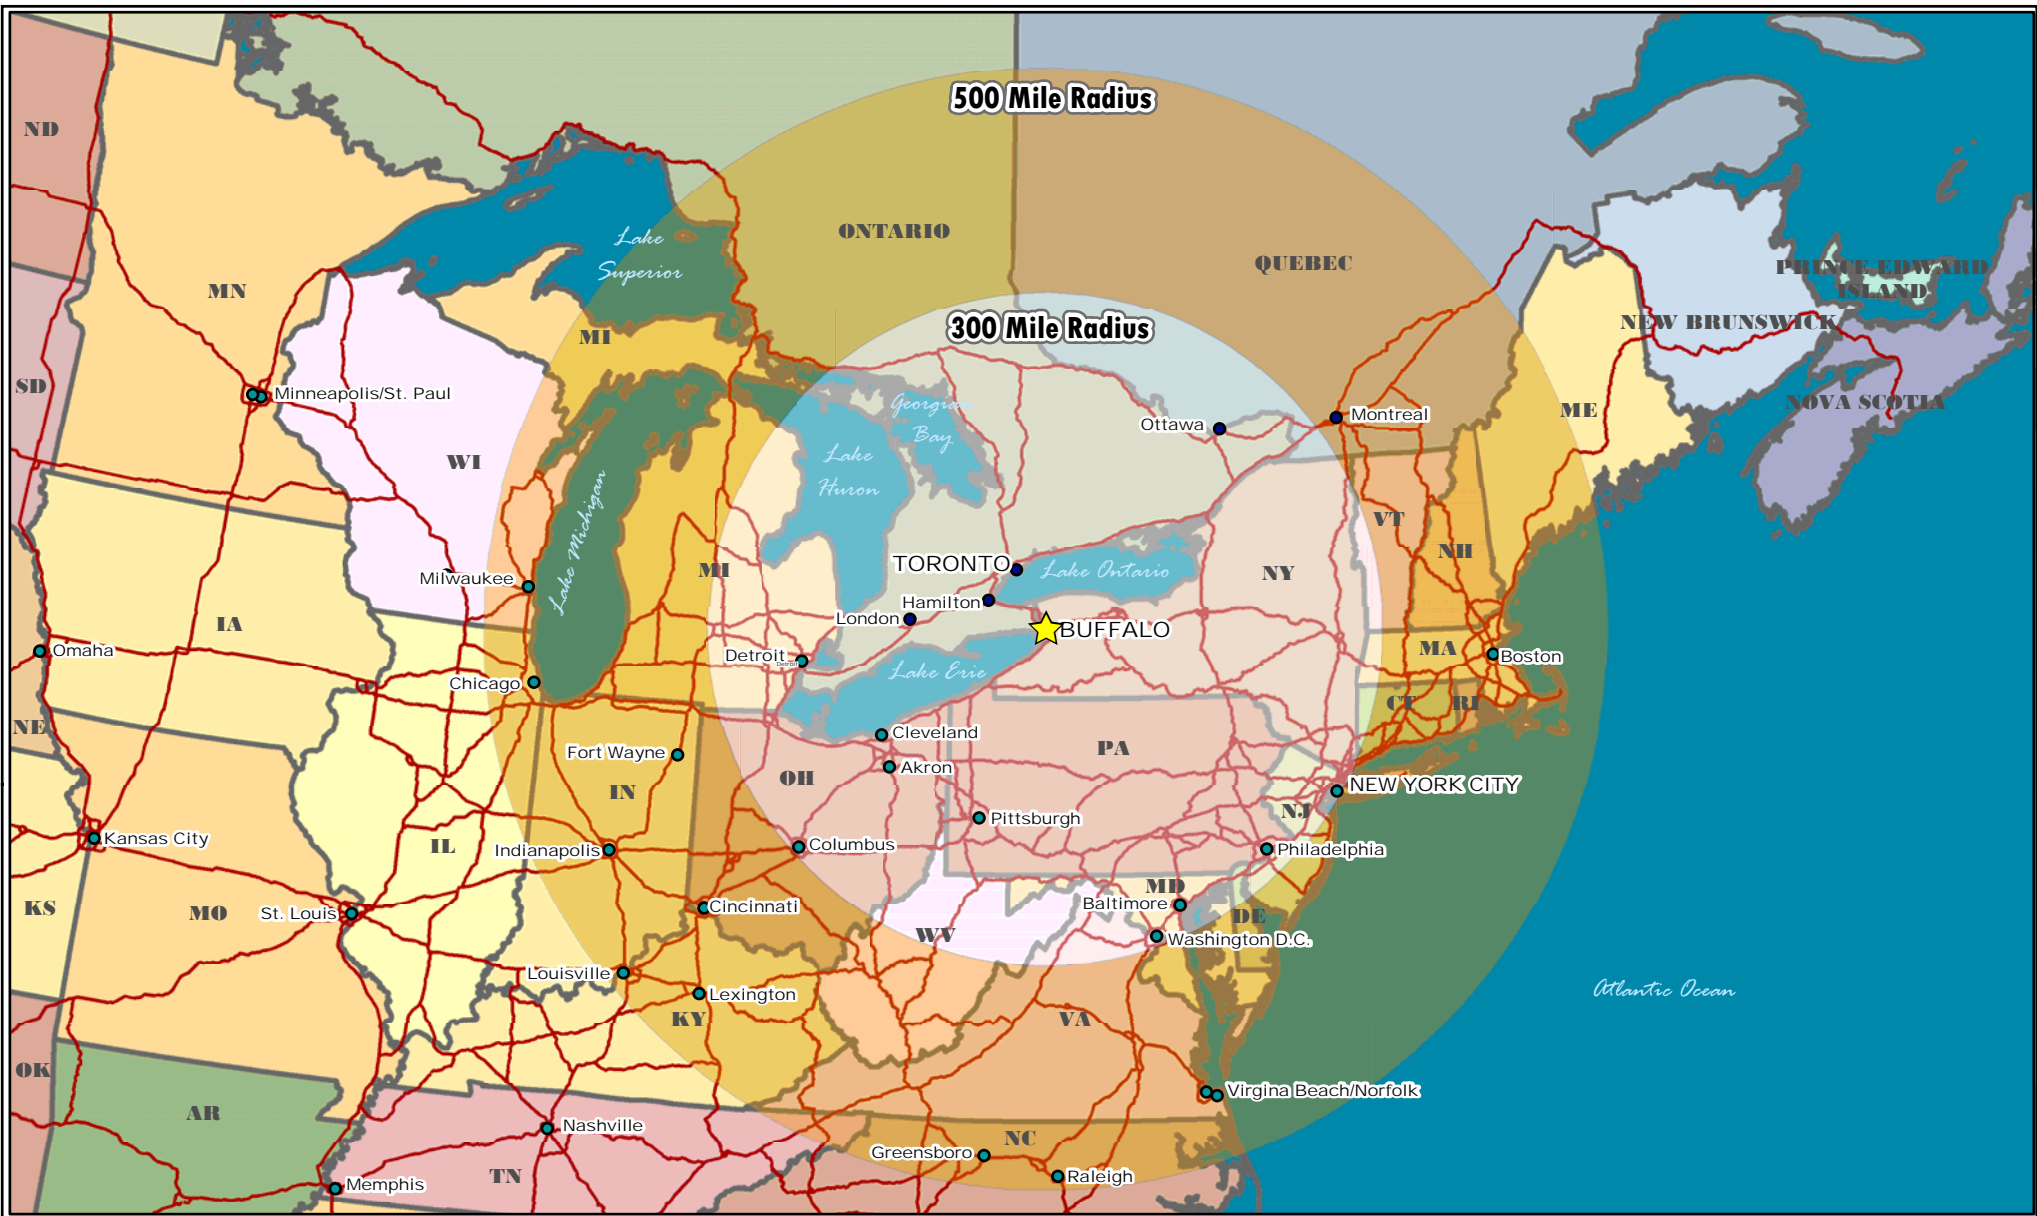 500 Mile Radius
ND
ONTARIO
Lake
Superior
QUEBEC
PRINCE EDWARD
ISLAND
MN
MI
300 Mile Radius
NEW BRUNSWICK
SD
Minneapolis/St. Paul
Georgian
Bay
Ottawa
Montreal
ME
NOVA SCOTIA
WI
Lake
Huron
Lake Michigan
VT
NH
MI
TORONTO
Lake Ontario
NY
Milwaukee
Hamilton
London
IA
BUFFALO
Omaha
Detroit
Detroit
MA
Boston
Chicago
Lake Erie
CT
RI
NE
Cleveland
Fort Wayne
PA
Akron
OH
IN
NEW YORK CITY
NJ
Pittsburgh
Kansas City
IL
Indianapolis
Columbus
Philadelphia
MD
KS
MO
St. Louis
Cincinnati
Baltimore
DE
WV
Washington D.C.
Louisville
Lexington
Atlantic Ocean
KY
VA
OK
Virgina Beach/Norfolk
AR
Nashville
NC
Greensboro
TN
Memphis
Raleigh